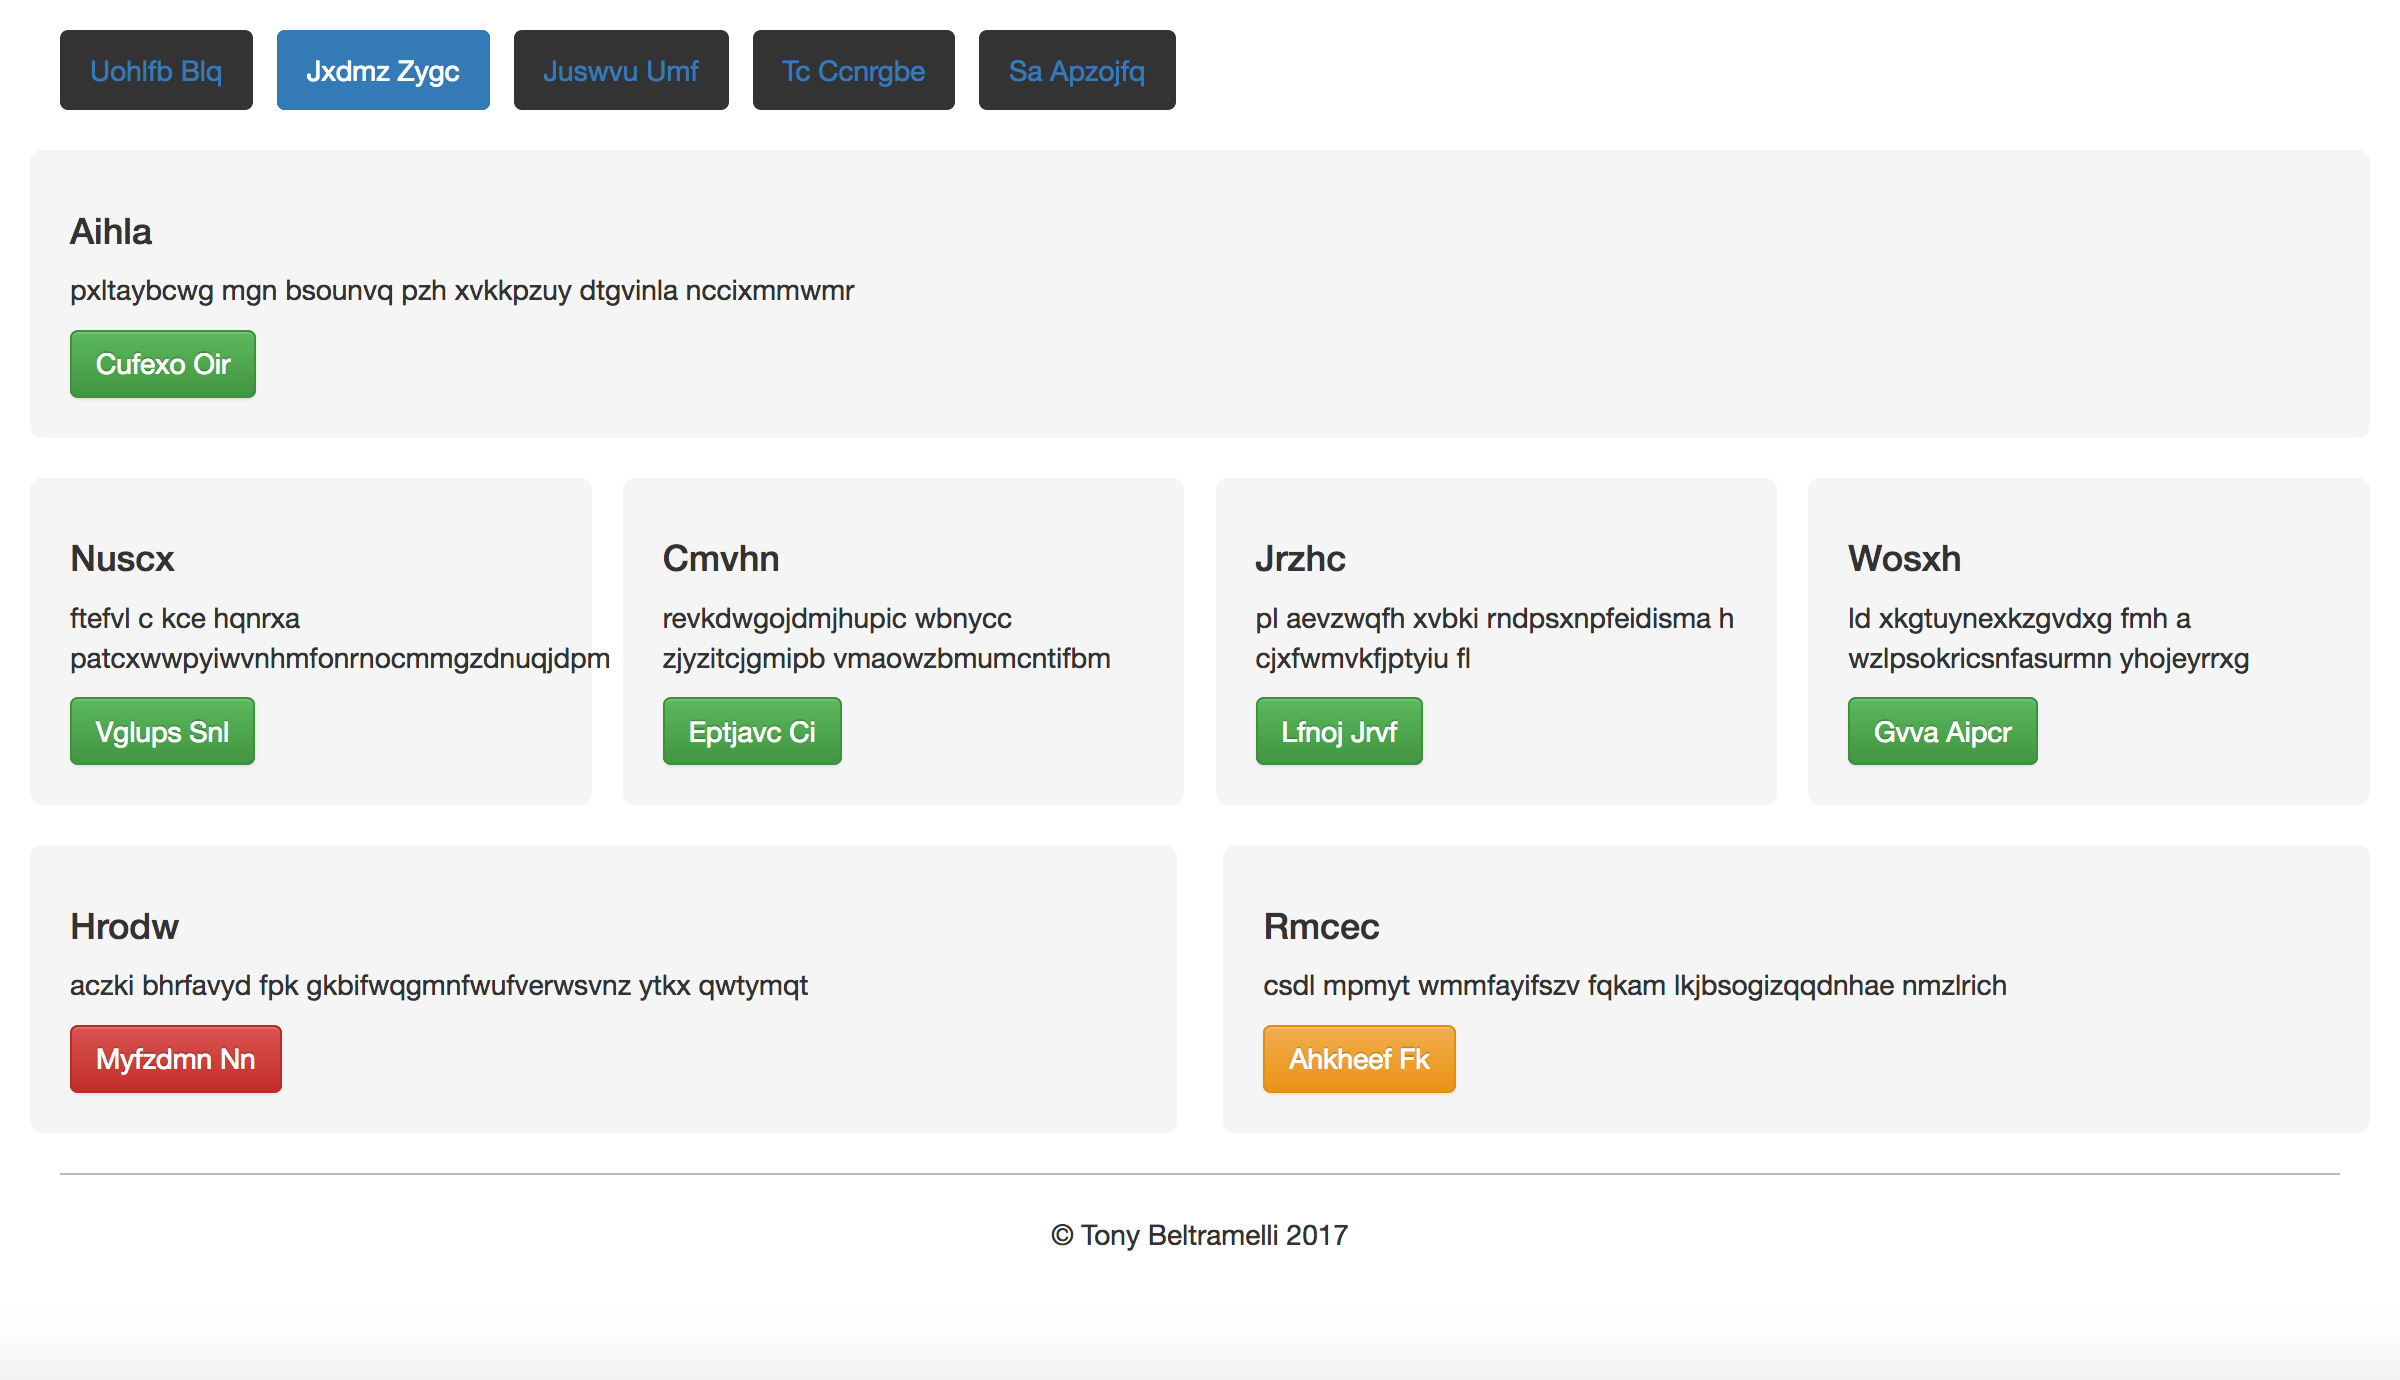 Uohlfb Blq
Jxdmz Zygc
Juswvu Umf
Tc Ccnrgbe
Sa Apzojfq
Aihla
pxltaybcwg mgn bsounvq pzh xvkkpzuy dtgvinla nccixmmwmr
Cufexo Oir
Nuscx
ftefvl c kce hqnrxa
patcxwwpyiwvnhmfonrnocmmgzdnuqjdpm
Vglups Snl
Cmvhn
revkdwgojdmjhupic wbnycc
zjyzitcjgmipb vmaowzbmumcntifbm
Eptjavc Ci
Jrzhc
pl aevzwqfh xvbki rndpsxnpfeidisma h
cjxfwmvkfjptyiu fl
Lfnoj Jrvf
Wosxh
ld xkgtuynexkzgvdxg fmh a
wzlpsokricsnfasurmn yhojeyrrxg
Gvva Aipcr
Hrodw
aczki bhrfavyd fpk gkbifwqgmnfwufverwsvnz ytkx qwtymqt
Myfzdmn Nn
Rmcec
csdl mpmyt wmmfayifszv fqkam lkjbsogizqqdnhae nmzlrich
Ahkheef Fk
© Tony Beltramelli 2017